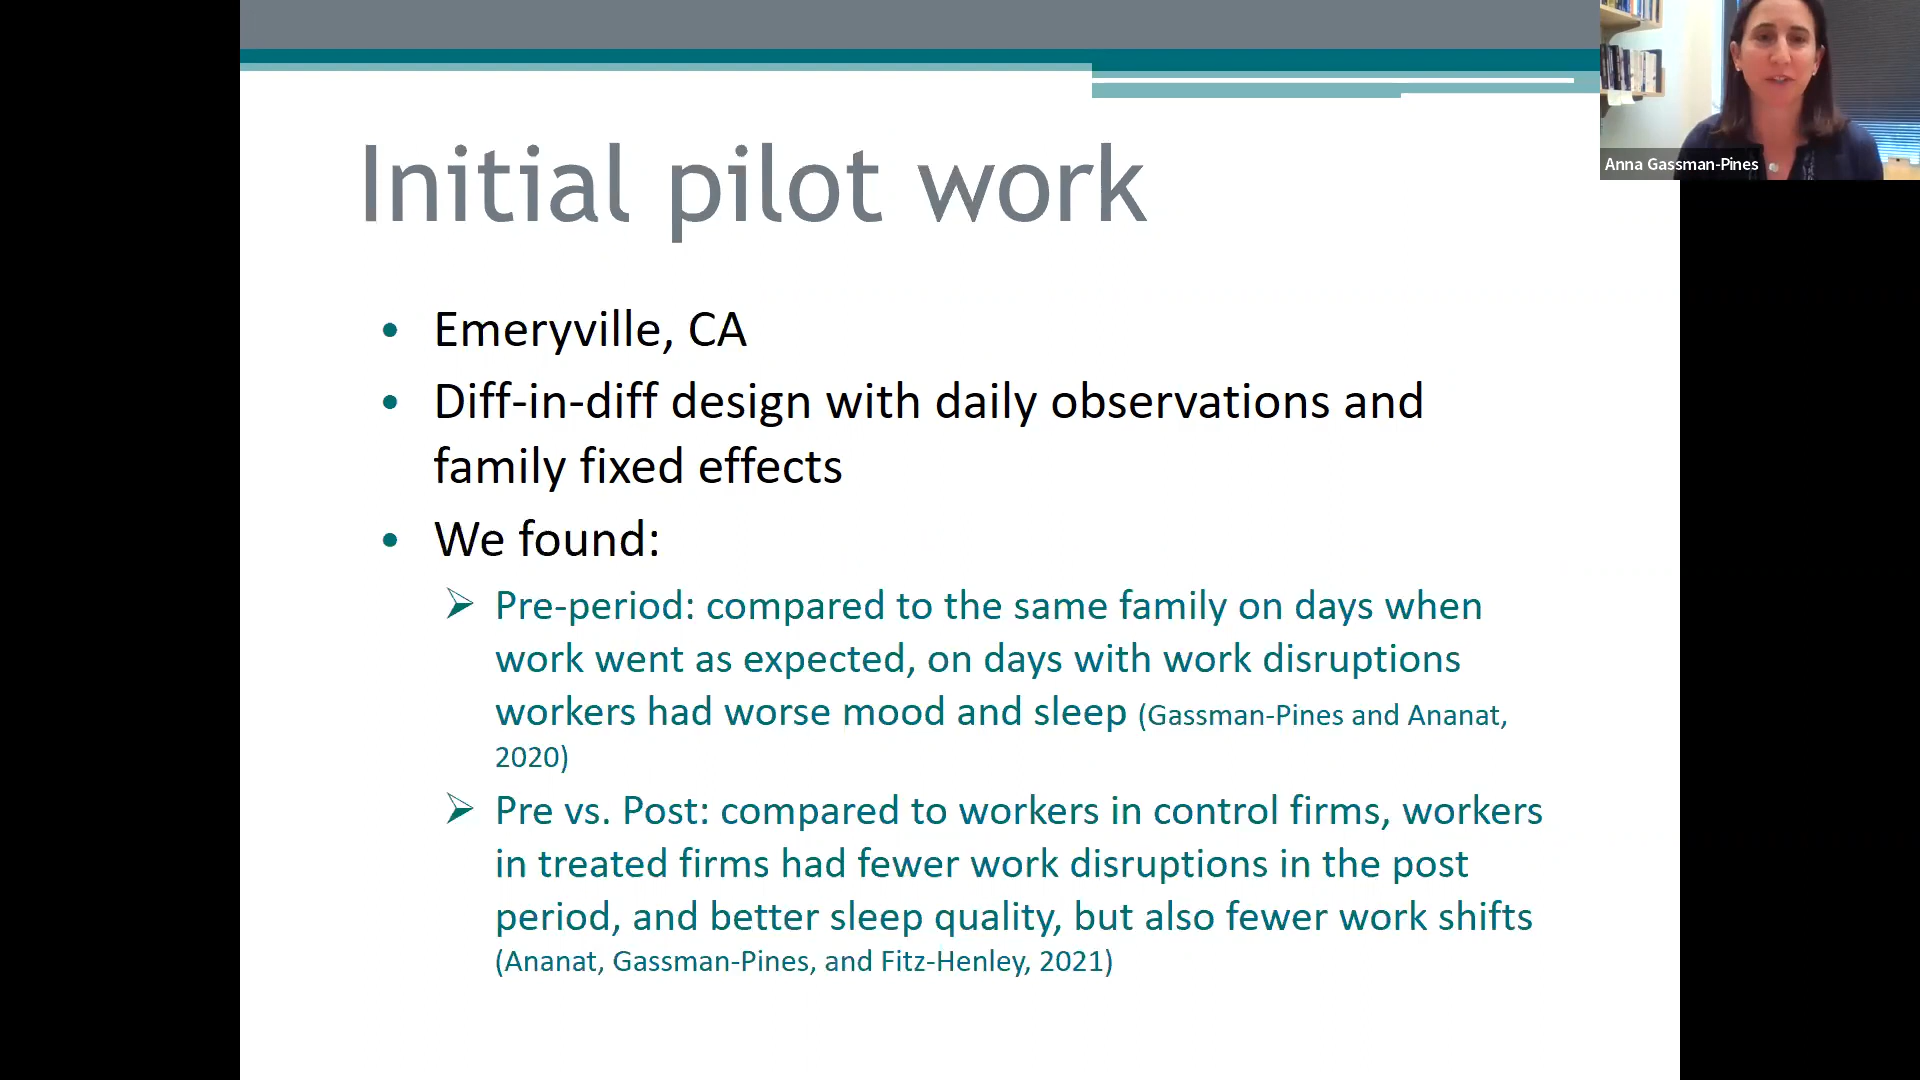 Anna Gassman-Pines
Initial pilot work
• Emeryville, CA
• Diff-in-diff design with daily observations and
family fixed effects
• We found:
➢ Pre-period: compared to the same family on days when
work went as expected, on days with work disruptions
workers had worse mood and sleep (Gassman-Pines and Ananat,
2020)
➢ Pre vs. Post: compared to workers in control firms, workers
in treated firms had fewer work disruptions in the post
period, and better sleep quality, but also fewer work shifts
(Ananat, Gassman-Pines, and Fitz-Henley, 2021)